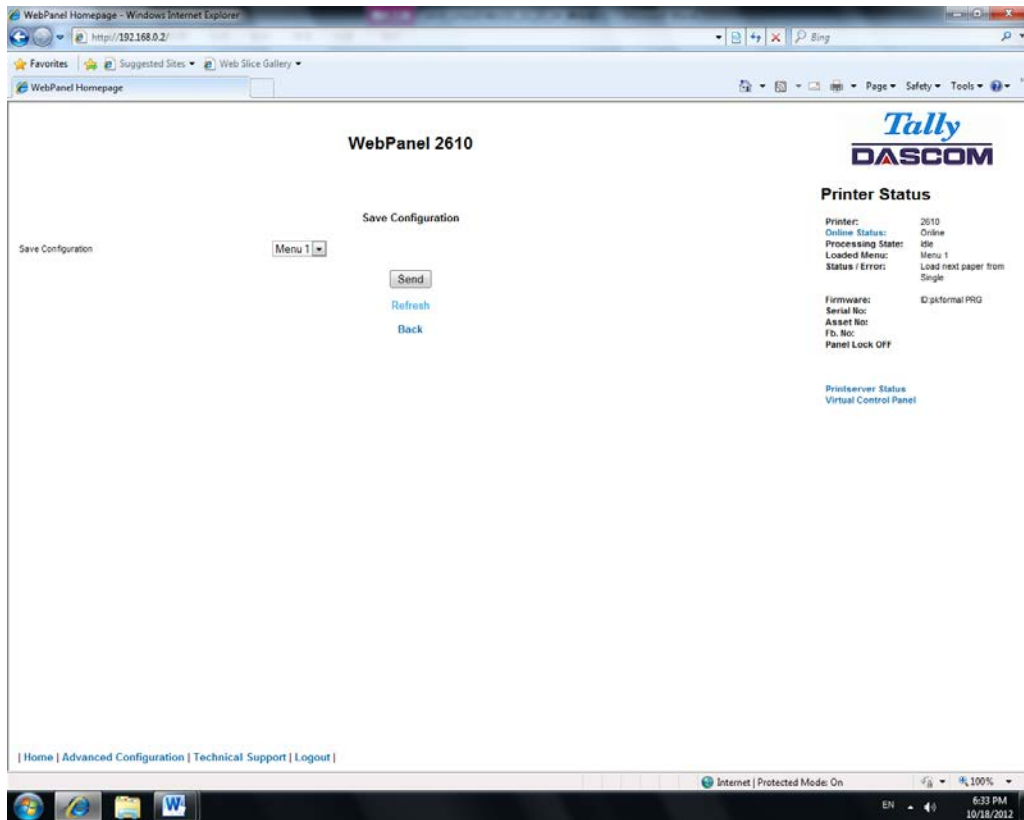 WebPanel Homepage - Windows Internet Explorer
http://192.168.0.2/
Bing
Favorites Suggested Sites Web Slice Gallery
WebPanel Homepage
Page Safety Tools
Tally
DASCOM
WebPanel 2610
Printer Status
Save Configuration
Save Configuration Menu 1
Send
Refresh
Back
Printer: 2610
Online Status: Online
Processing State: Idle
Loaded Menu: Menu 1
Status / Error: Load next paper from
Single
Firmware: ID:pkformal PRG
Serial No:
Asset No:
Fb. No:
Panel Lock OFF
Printserver Status
Virtual Control Panel
| Home | Advanced Configuration | Technical Support | Logout |
Internet | Protected Mode: On 100%
EN 6:33 PM
10/18/2012